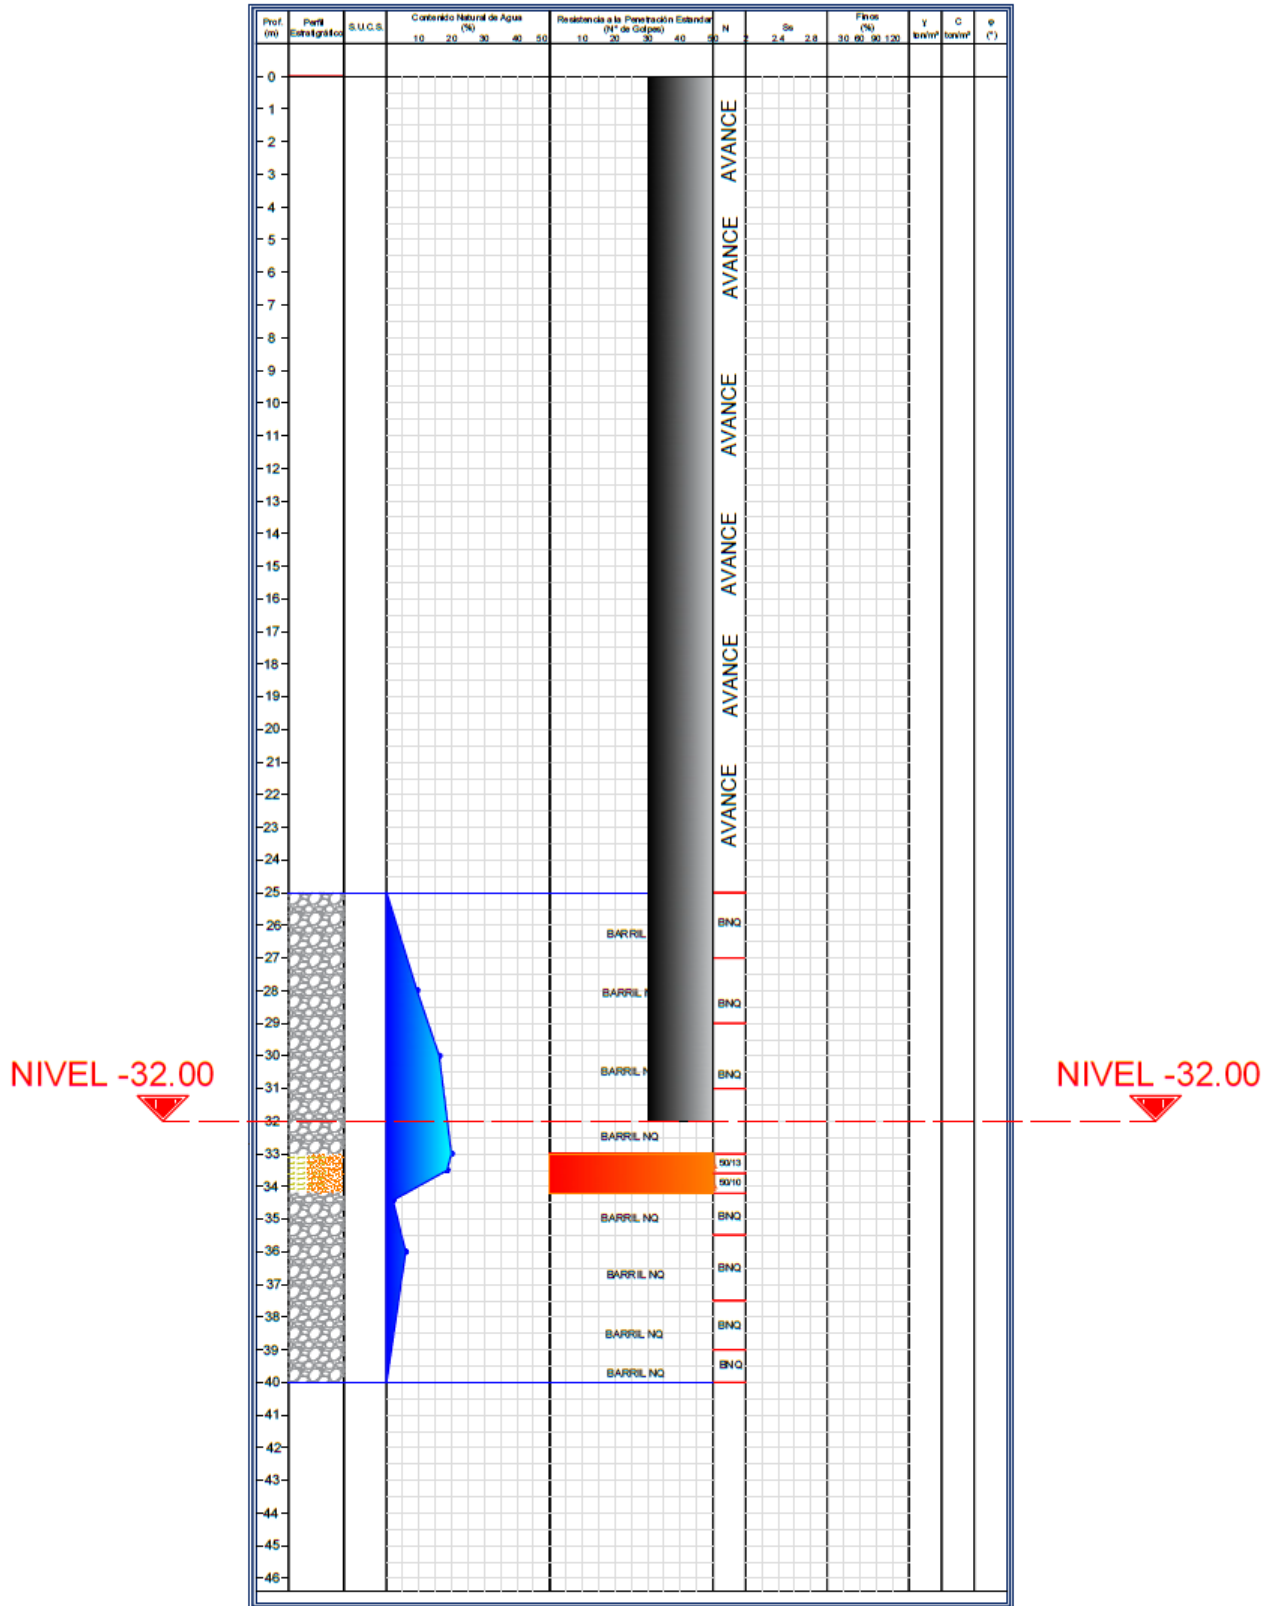 Prof.
(m)
Perfil
Estratigráfico
S.U.C.S.
Contenido Natural de Agua
(%)
10 20 30 40 50
Resistencia a la Penetración Estandar
(N° de Golpes)
10 20 30 40 50
N
Ss
2 2.4 2.8
Finos
(%)
30 60 90 120
γ
ton/m³
C
ton/m²
φ
(°)
0
1
AVANCE
2
3
4
5
AVANCE
6
7
8
9
10
AVANCE
11
12
13
14
AVANCE
15
16
17
18
AVANCE
19
20
21
22
AVANCE
23
24
25
26
BARRIL
BNQ
27
28
BARRIL N
BNQ
29
30
BARRIL N
BNQ
31
NIVEL -32.00
NIVEL -32.00
32
BARRIL NQ
33
50/13
34
50/10
35
BARRIL NQ
BNQ
36
BARRIL NQ
BNQ
37
38
BARRIL NQ
BNQ
39
BARRIL NQ
BNQ
40
41
42
43
44
45
46